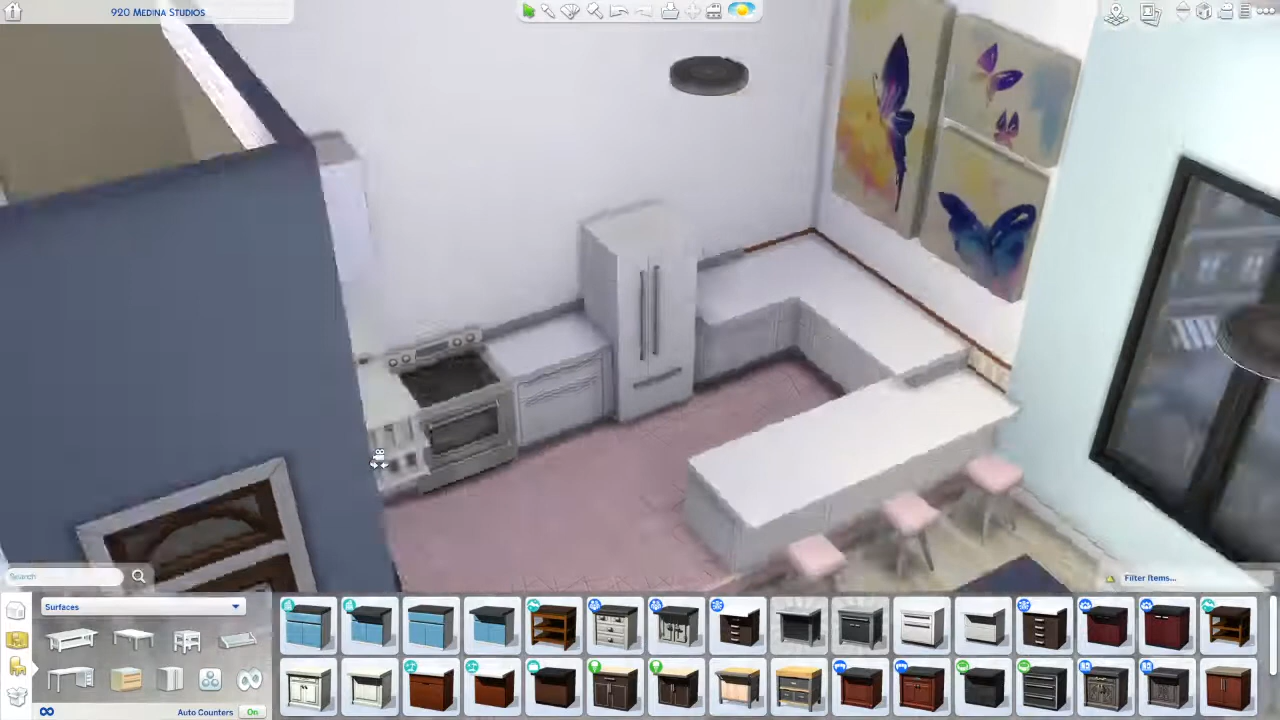 920 Medina Studios
Search
Filter Items...
Surfaces
Auto Counters
On